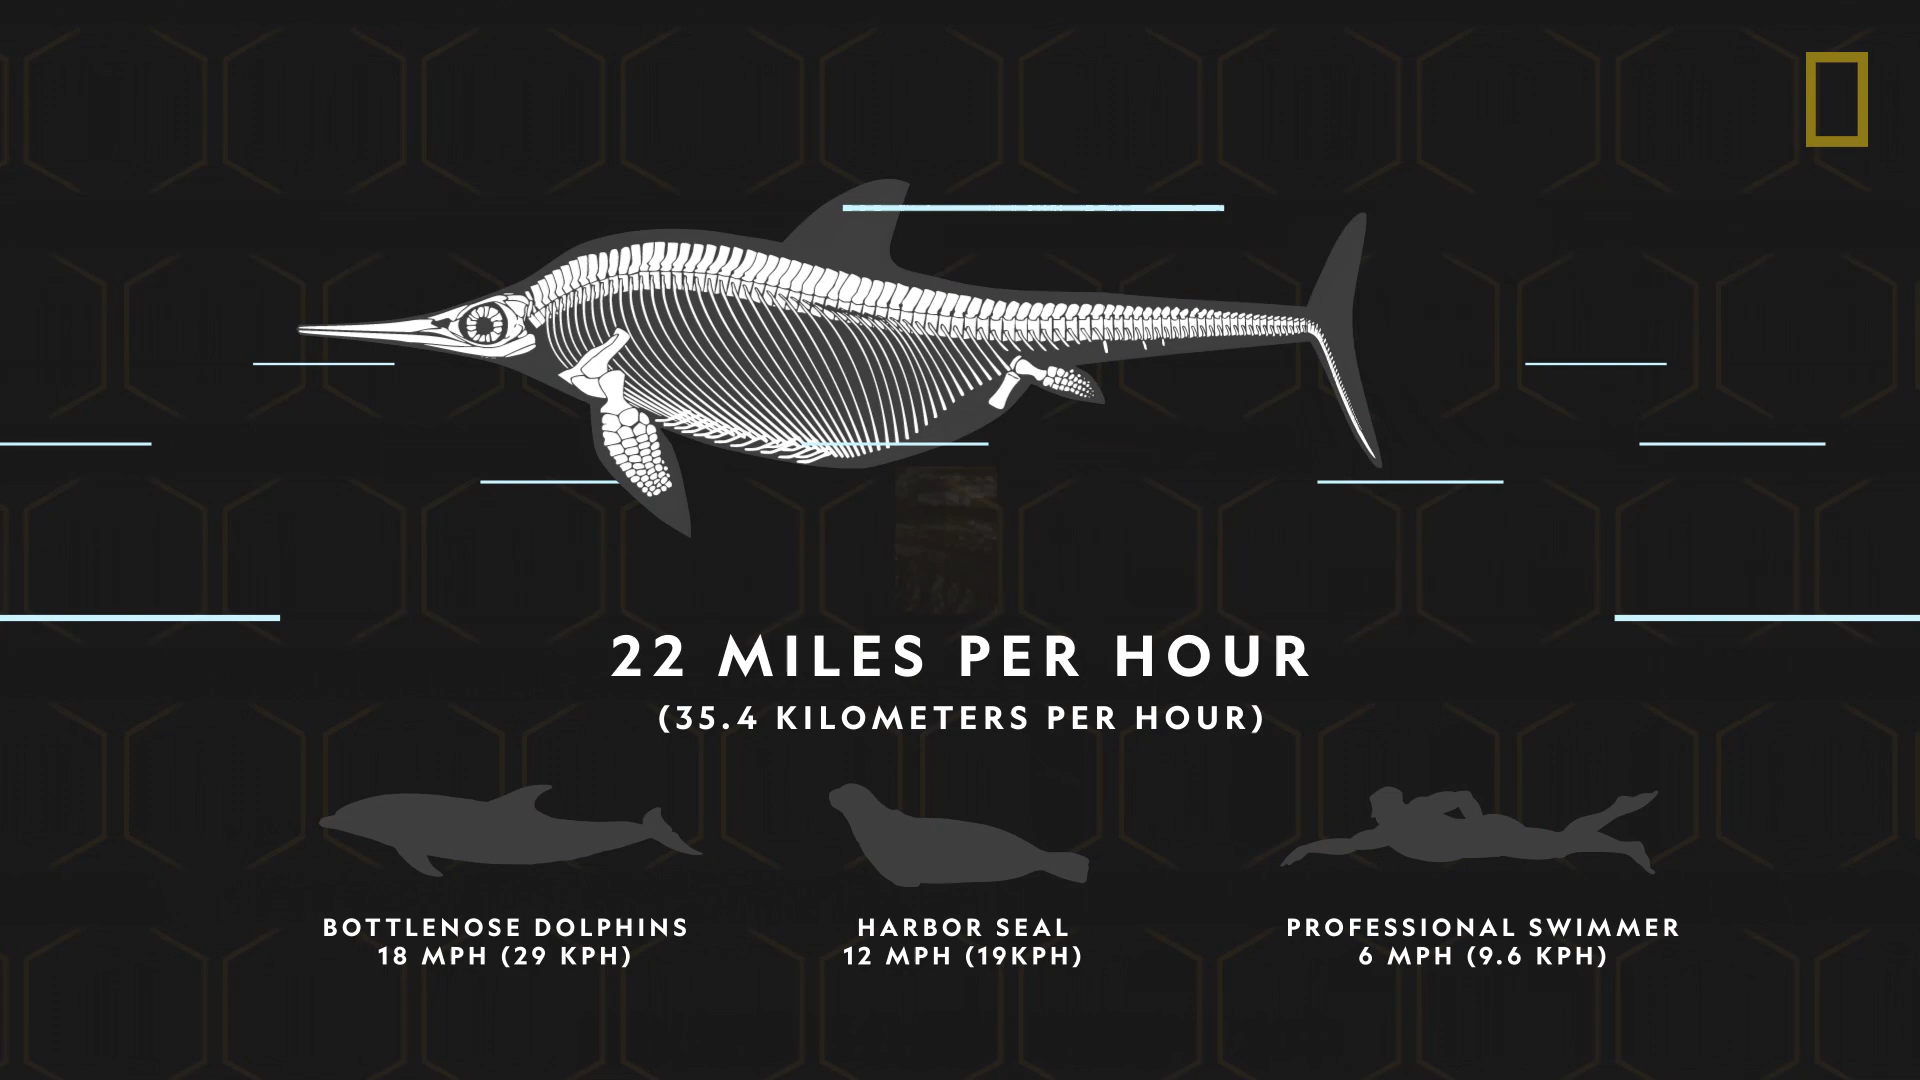 22 MILES PER HOUR
(35.4 KILOMETERS PER HOUR)
BOTTLENOSE DOLPHINS
18 MPH (29 KPH)
HARBOR SEAL
12 MPH (19KPH)
PROFESSIONAL SWIMMER
6 MPH (9.6 KPH)